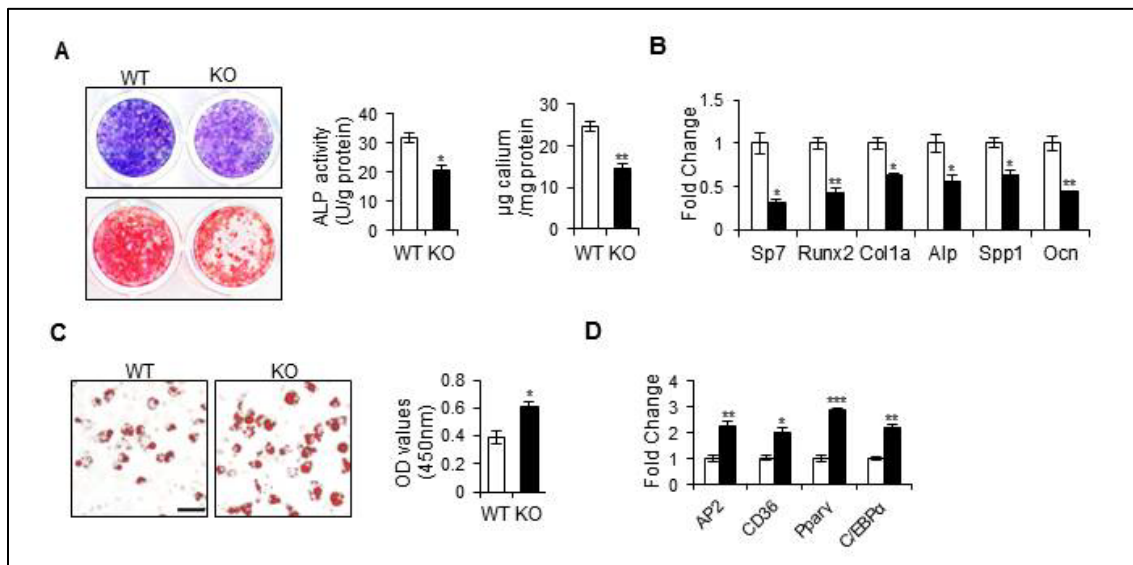 A
WT KO
40
30
20
10
0
ALP activity
(U/g protein)
* 
WT KO
30
20
10
0
µg calium
/mg protein
**
WT KO
B
1.5
1
0.5
0
Fold Change
* ** * * * **
Sp7 Runx2 Col1a Alp Spp1 Ocn
C
WT KO
0.8
0.6
0.4
0.2
0
OD values
(450nm)
*
WT KO
D
4
3
2
1
0
Fold Change
** * *** **
AP2 CD36 Pparγ C/EBPα